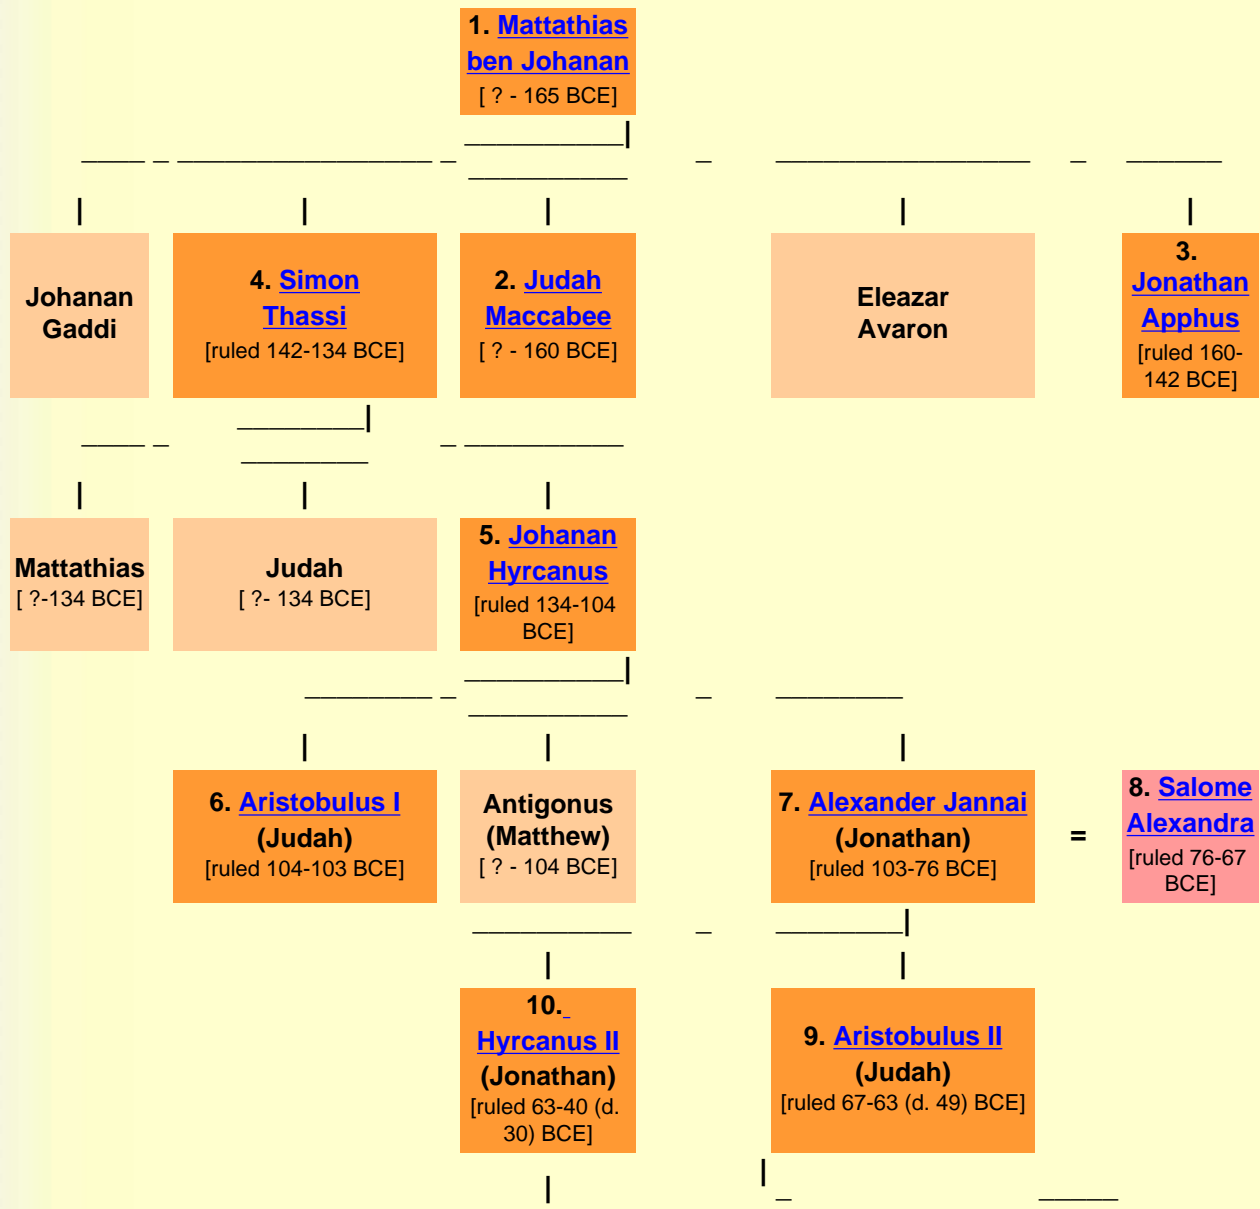 1. Mattathias
ben Johanan
[ ? - 165 BCE]
Johanan
Gaddi
4. Simon
Thassi
[ruled 142-134 BCE]
2. Judah
Maccabee
[ ? - 160 BCE]
Eleazar
Avaron
3.
Jonathan
Apphus
[ruled 160-
142 BCE]
Mattathias
[ ?-134 BCE]
Judah
[ ?- 134 BCE]
5. Johanan
Hyrcanus
[ruled 134-104
BCE]
6. Aristobulus I
(Judah)
[ruled 104-103 BCE]
Antigonus
(Matthew)
[ ? - 104 BCE]
7. Alexander Jannai
(Jonathan)
[ruled 103-76 BCE]
=
8. Salome
Alexandra
[ruled 76-67
BCE]
10.
Hyrcanus II
(Jonathan)
[ruled 63-40 (d.
30) BCE]
9. Aristobulus II
(Judah)
[ruled 67-63 (d. 49) BCE]